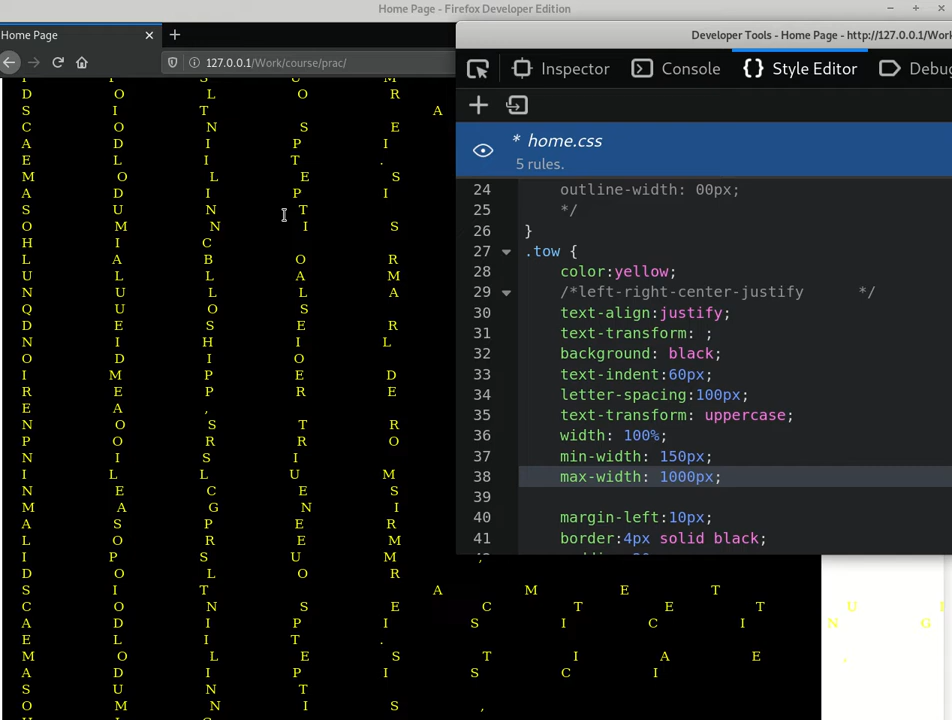 Home Page - Firefox Developer Edition
Home Page
127.0.0.1/Work/course/prac/
D O L O R
S I T A
C O N S E
A D I P I
E L I T .
M O L E S
A D I P I
S U N T
O M N I S
H I C
L A B O R
U L L A M
N U L L A
Q U O S
D E S E R
N I H I L
O D I O
I M P E D
R E P R E
E A ,
N O S T R
P O R R O
N I S I
I L L U M
N E C E S
M A G N I
A S P E R
L O R E M
I P S U M ,
D O L O R
S I T A M E T
C O N S E C T E T U
A D I P I S I C I N G
E L I T .
M O L E S T I A E .
A D I P I S C I
S U N T
O M N I S ,
Developer Tools - Home Page - http://127.0.0.1/Work
Inspector Console {} Style Editor Debug
* home.css
5 rules.
24 outline-width: 00px;
25 */
26 }
27 .tow {
28 color:yellow;
29 /*left-right-center-justify */
30 text-align:justify;
31 text-transform: ;
32 background: black;
33 text-indent:60px;
34 letter-spacing:100px;
35 text-transform: uppercase;
36 width: 100%;
37 min-width: 150px;
38 max-width: 1000px;
39
40 margin-left:10px;
41 border:4px solid black;